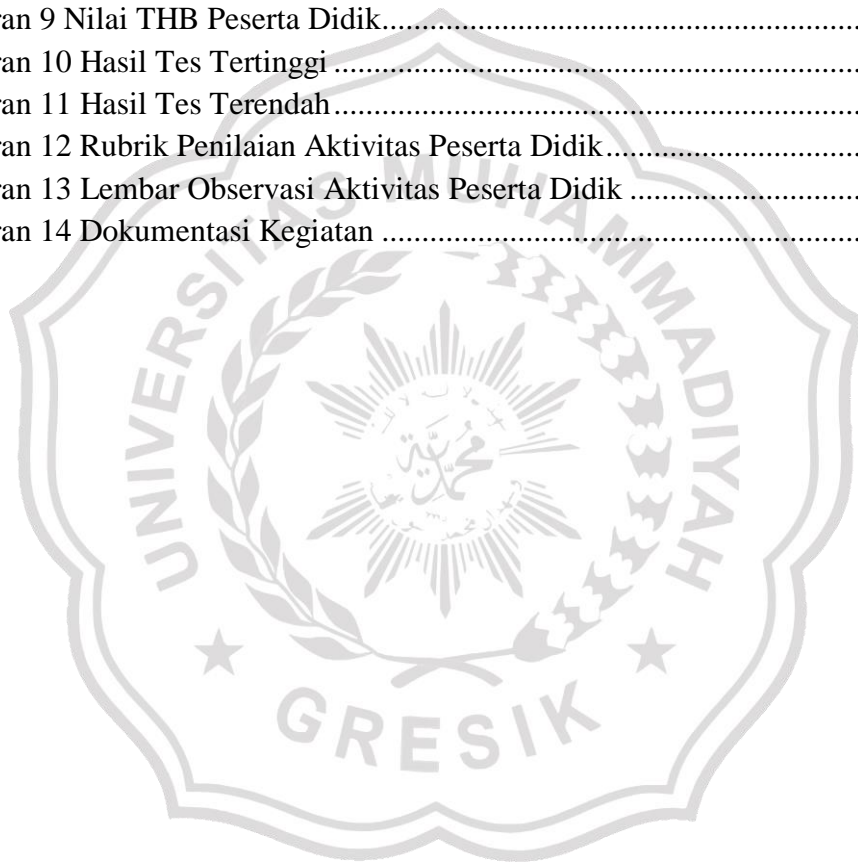 ran 9 Nilai THB Peserta Didik
ran 10 Hasil Tes Tertinggi
ran 11 Hasil Tes Terendah
ran 12 Rubrik Penilaian Aktivitas Peserta Didik
ran 13 Lembar Observasi Aktivitas Peserta Didik
ran 14 Dokumentasi Kegiatan
UNIVERSITAS MUHAMMADIYAH
محمدية
GRESIK